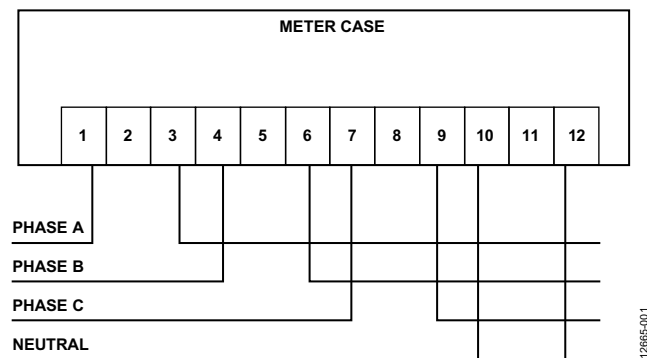 METER CASE
1 2 3 4 5 6 7 8 9 10 11 12
PHASE A
PHASE B
PHASE C
NEUTRAL
12665-001